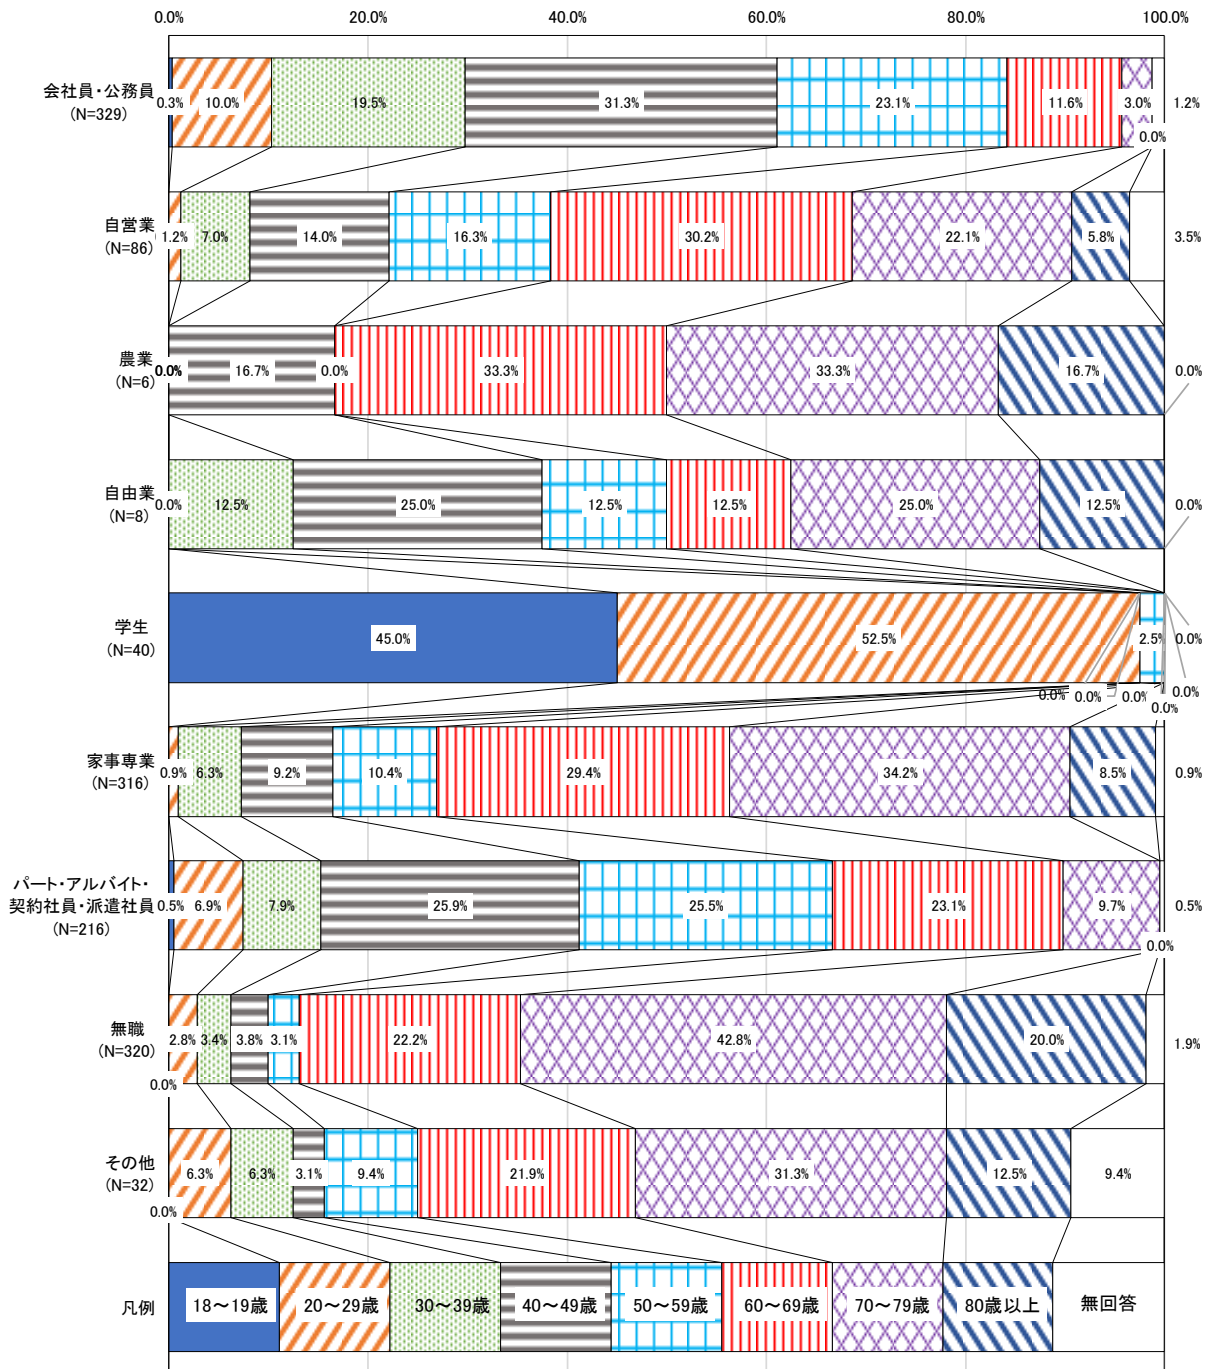 0.0% 20.0% 40.0% 60.0% 80.0% 100.0%
会社員・公務員
(N=329)
0.3% 10.0% 19.5% 31.3% 23.1% 11.6% 3.0% 1.2%
0.0%
自営業
(N=86)
1.2% 7.0% 14.0% 16.3% 30.2% 22.1% 5.8% 3.5%
農業
(N=6)
0.0% 16.7% 0.0% 33.3% 33.3% 16.7% 0.0%
自由業
(N=8)
0.0% 12.5% 25.0% 12.5% 12.5% 25.0% 12.5% 0.0%
学生
(N=40)
45.0% 52.5% 2.5% 0.0%
0.0% 0.0% 0.0% 0.0% 0.0%
家事専業
(N=316)
0.9% 6.3% 9.2% 10.4% 29.4% 34.2% 8.5% 0.9%
パート・アルバイト・
契約社員・派遣社員
(N=216)
0.5% 6.9% 7.9% 25.9% 25.5% 23.1% 9.7% 0.5%
0.0%
無職
(N=320)
2.8% 3.4% 3.8% 3.1% 22.2% 42.8% 20.0% 1.9%
0.0%
その他
(N=32)
6.3% 6.3% 3.1% 9.4% 21.9% 31.3% 12.5% 9.4%
0.0%
凡例
18～19歳 20～29歳 30～39歳 40～49歳 50～59歳 60～69歳 70～79歳 80歳以上 無回答